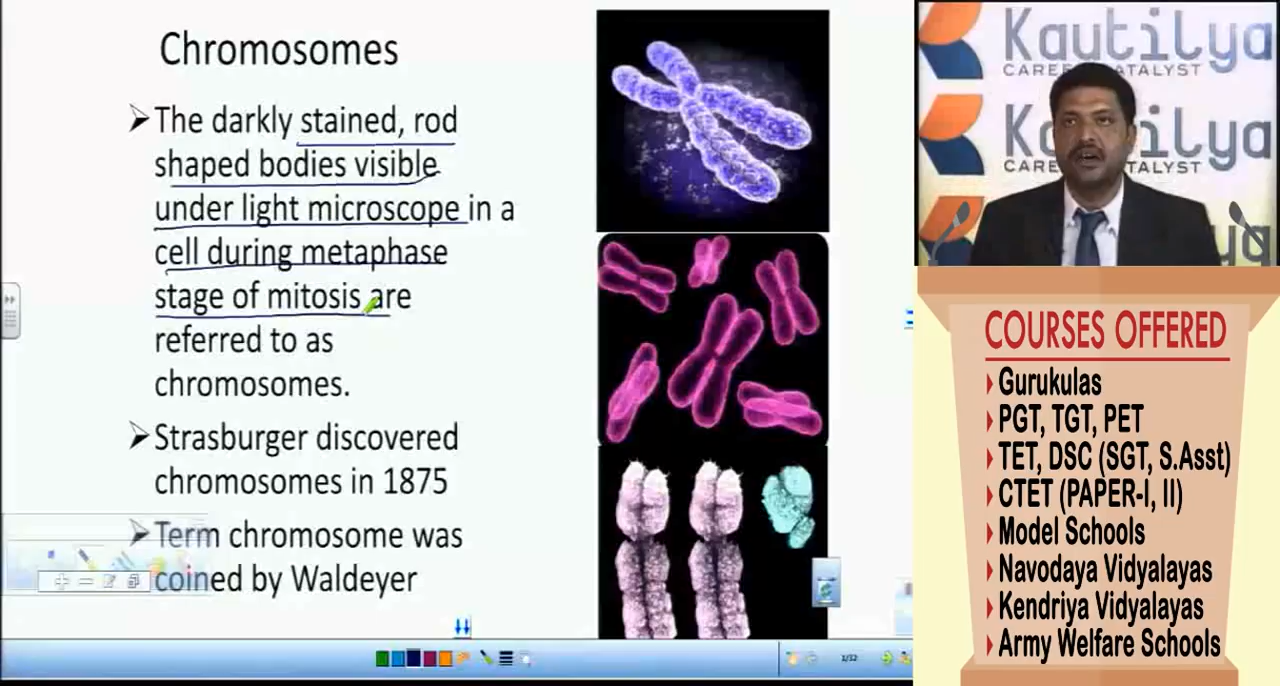 Chromosomes
➢ The darkly stained, rod
shaped bodies visible
under light microscope in a
cell during metaphase
stage of mitosis are
referred to as
chromosomes.
➢ Strasburger discovered
chromosomes in 1875
➢ Term chromosome was
coined by Waldeyer
1/32
Kautilya
CAREER CATALYST
Kautilya
CAREER CATALYST
COURSES OFFERED
Gurukulas
PGT, TGT, PET
TET, DSC (SGT, S.Asst)
CTET (PAPER-I, II)
Model Schools
Navodaya Vidyalayas
Kendriya Vidyalayas
Army Welfare Schools